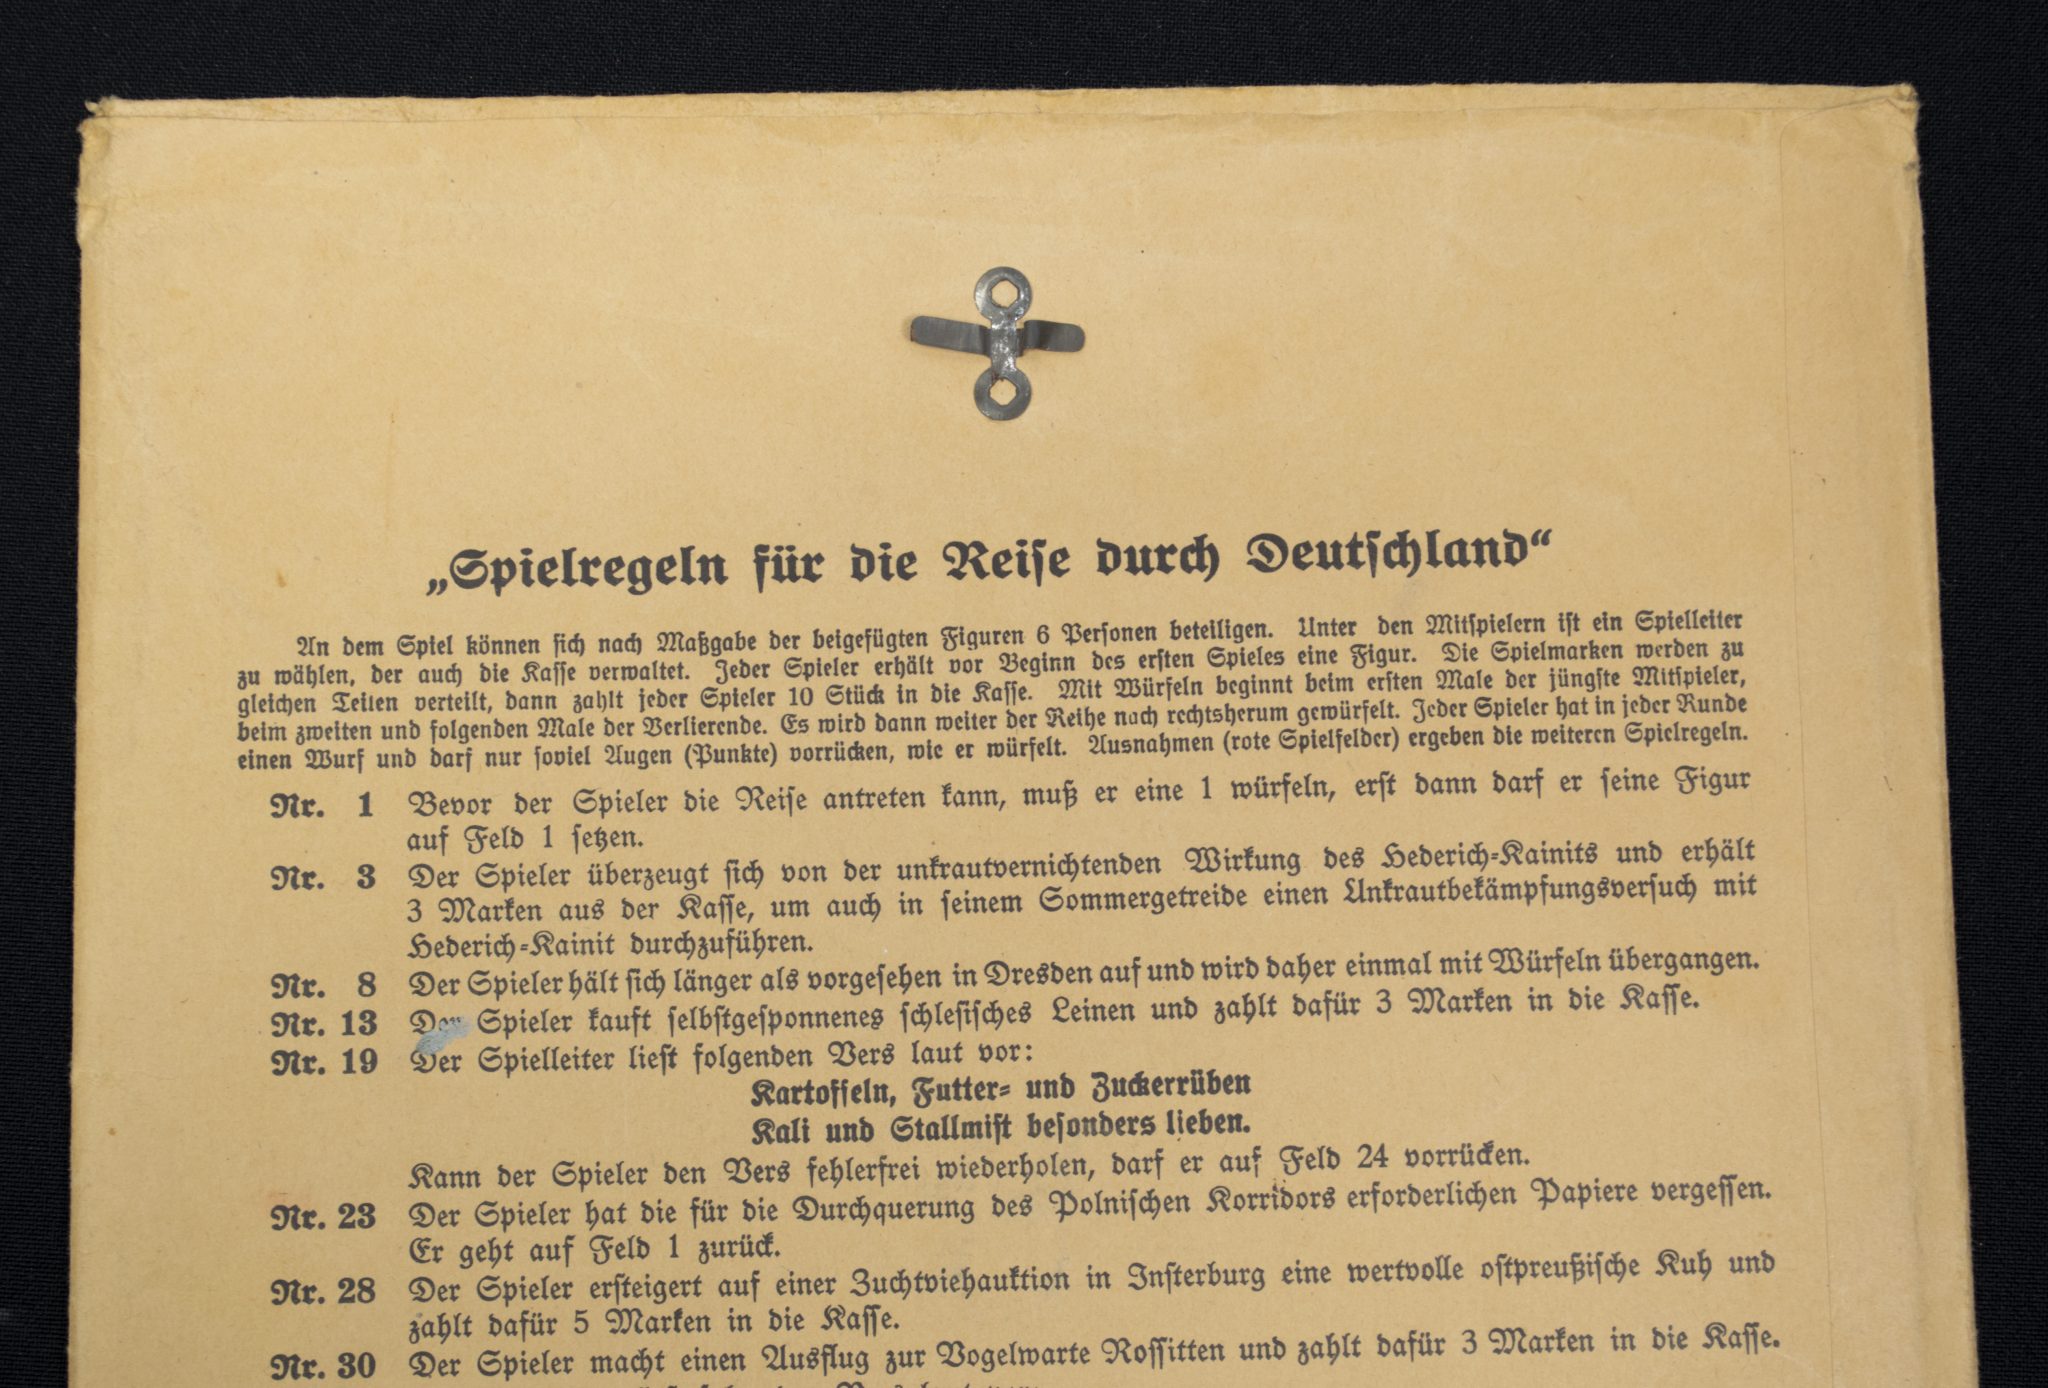 „Spielregeln für die Reise durch Deutschland“
An dem Spiel können sich nach Maßgabe der beigefügten Figuren 6 Personen beteiligen. Unter den Mitspielern ist ein Spielleiter
zu wählen, der auch die Kasse verwaltet. Jeder Spieler erhält vor Beginn des ersten Spieles eine Figur. Die Spielmarken werden zu
gleichen Teilen verteilt, dann zahlt jeder Spieler 10 Stück in die Kasse. Mit Würfeln beginnt beim ersten Male der jüngste Mitspieler,
beim zweiten und folgenden Male der Verlierende. Es wird dann weiter der Reihe nach rechtsherum gewürfelt. Jeder Spieler hat in jeder Runde
einen Wurf und darf nur soviel Augen (Punkte) vorrücken, wie er würfelt. Ausnahmen (rote Spielfelder) ergeben die weiteren Spielregeln.
Nr. 1 Bevor der Spieler die Reise antreten kann, muß er eine 1 würfeln, erst dann darf er seine Figur
auf Feld 1 setzen.
Nr. 3 Der Spieler überzeugt sich von der unkrautvernichtenden Wirkung des Hederich-Kainits und erhält
3 Marken aus der Kasse, um auch in seinem Sommergetreide einen Unkrautbekämpfungsversuch mit
Hederich-Kainit durchzuführen.
Nr. 8 Der Spieler hält sich länger als vorgesehen in Dresden auf und wird daher einmal mit Würfeln übergangen.
Nr. 13 Der Spieler kauft selbstgesponnenes schlesisches Leinen und zahlt dafür 3 Marken in die Kasse.
Nr. 19 Der Spielleiter liest folgenden Vers laut vor:
Kartoffeln, Futter- und Zuckerrüben
Kali und Stallmist besonders lieben.
Kann der Spieler den Vers fehlerfrei wiederholen, darf er auf Feld 24 vorrücken.
Nr. 23 Der Spieler hat die für die Durchquerung des Polnischen Korridors erforderlichen Papiere vergessen.
Er geht auf Feld 1 zurück.
Nr. 28 Der Spieler ersteigert auf einer Zuchtviehauktion in Insterburg eine wertvolle ostpreußische Kuh und
zahlt dafür 5 Marken in die Kasse.
Nr. 30 Der Spieler macht einen Ausflug zur Vogelwarte Rossitten und zahlt dafür 3 Marken in die Kasse.